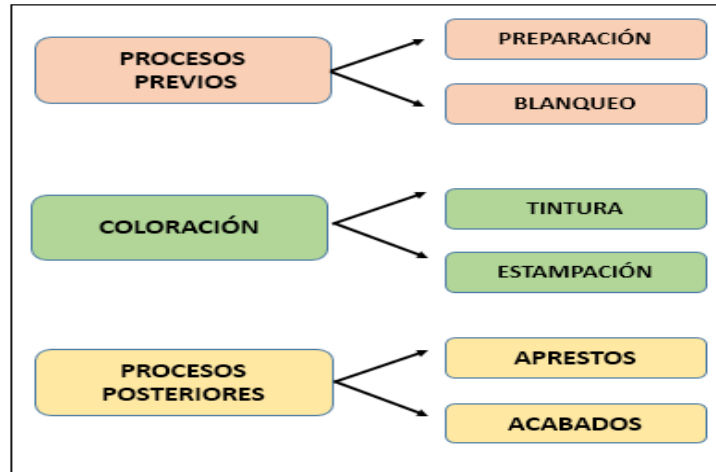 PROCESOS
PREVIOS
PREPARACIÓN
BLANQUEO
COLORACIÓN
TINTURA
ESTAMPACIÓN
PROCESOS
POSTERIORES
APRESTOS
ACABADOS